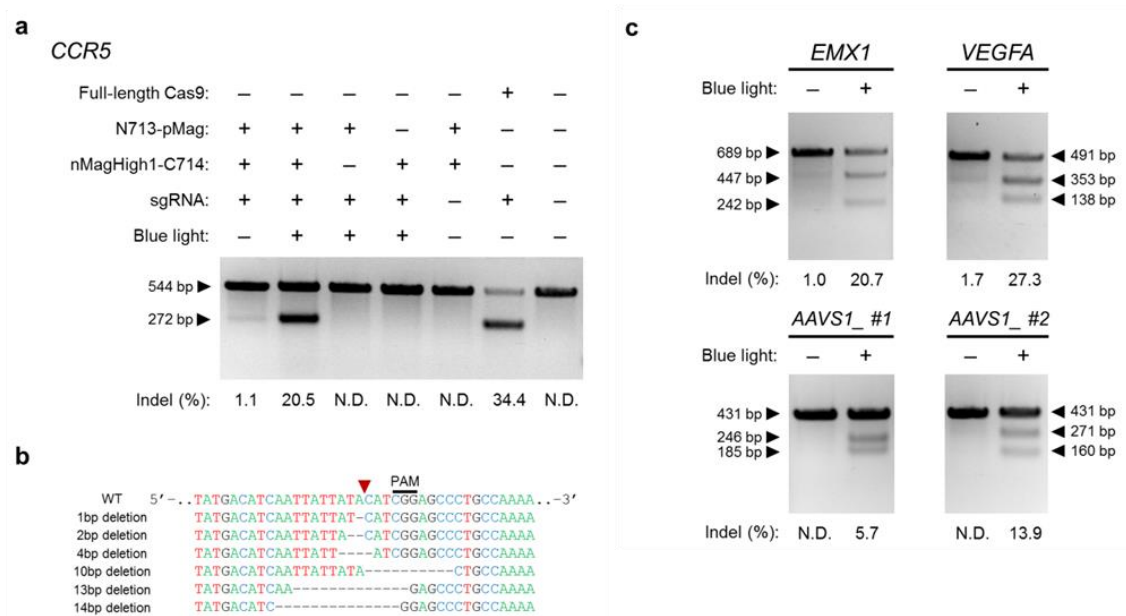 a
CCR5
Full-length Cas9: – – – – – + –
N713-pMag: + + + – + – –
nMagHigh1-C714: + + – + + – –
sgRNA: + + + + – + –
Blue light: – + + + – – –
544 bp
272 bp
Indel (%): 1.1 20.5 N.D. N.D. N.D. 34.4 N.D.
b
PAM
WT 5′-..TATGACATCAATTATTATACATCGGAGCCCTGCCAAAA..-3′
1bp deletion TATGACATCAATTATTAT-CATCGGAGCCCTGCCAAAA
2bp deletion TATGACATCAATTATTA--CATCGGAGCCCTGCCAAAA
4bp deletion TATGACATCAATTATT----ATCGGAGCCCTGCCAAAA
10bp deletion TATGACATCAATTATTATA----------CTGCCAAAA
13bp deletion TATGACATCAA-------------GAGCCCTGCCAAAA
14bp deletion TATGACATC--------------GGAGCCCTGCCAAAA
c
EMX1 VEGFA
Blue light: – + – +
689 bp 491 bp
447 bp 353 bp
242 bp 138 bp
Indel (%): 1.0 20.7 1.7 27.3
AAVS1_ #1 AAVS1_ #2
Blue light: – + – +
431 bp 431 bp
246 bp 271 bp
185 bp 160 bp
Indel (%): N.D. 5.7 N.D. 13.9